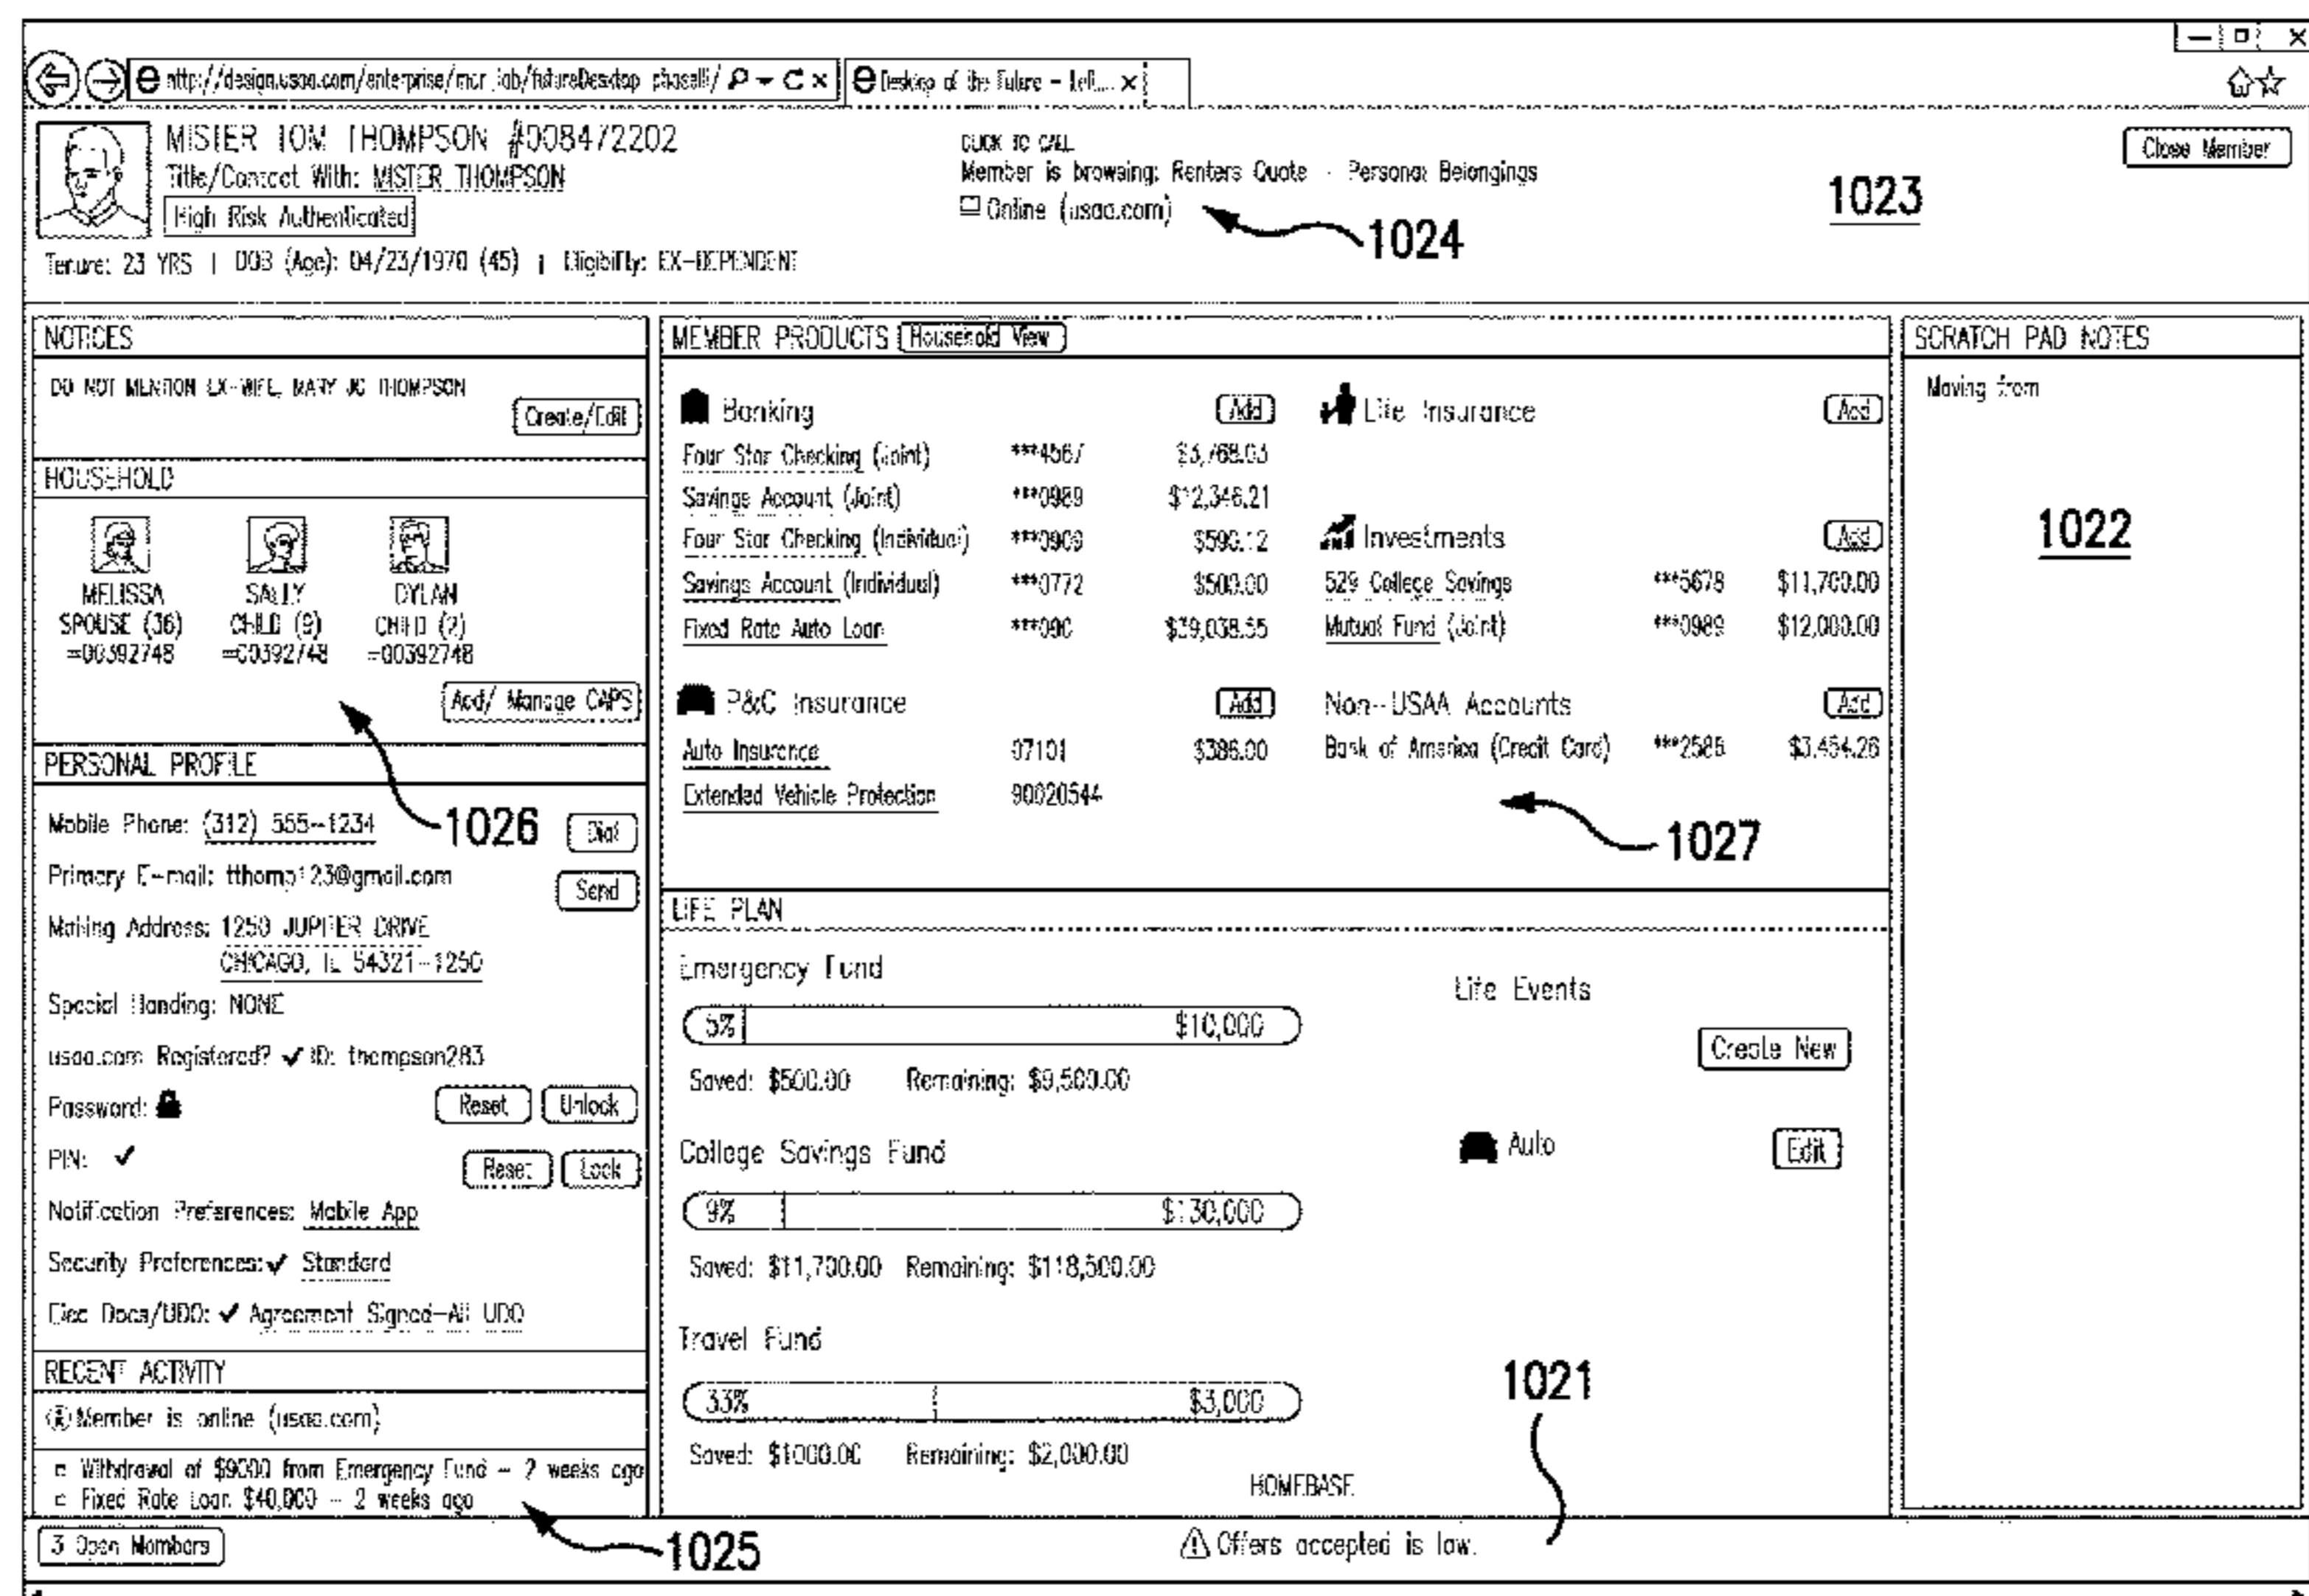 http://design.usaa.com/enterprise/ Desktop of the Future - Left...
MISTER TOM THOMPSON #008472202
Title/Contact With: MISTER THOMPSON
High Risk Authenticated
Tenure: 23 YRS | DOB (Age): 04/23/1970 (45) | Eligibility: EX-DEPENDENT
CLICK TO CALL
Member is browsing: Renters Quote - Personal Belongings
Online (usaa.com)
1024
1023
Close Member
NOTICES
DO NOT MENTION EX-WIFE, MARY JO THOMPSON
Create/Edit
HOUSEHOLD
MELISSA SALLY DYLAN
SPOUSE (36) CHILD (9) CHILD (2)
=00392748 =00392748 =00392748
Add/ Manage CAPS
1026
PERSONAL PROFILE
Mobile Phone: (312) 555-1234 Dial
Primary E-mail: tthomp123@gmail.com Send
Mailing Address: 1250 JUPITER DRIVE
CHICAGO, IL 54321-1250
Special Handing: NONE
usaa.com Registered? ✓ ID: thompson283
Password: Reset Unlock
PIN: ✓ Reset Lock
Notification Preferences: Mobile App
Security Preferences: ✓ Standard
Elec Docs/UDO: ✓ Agreement Signed-All UDO
RECENT ACTIVITY
Member is online (usaa.com)
Withdrawal of $9000 from Emergency Fund - 2 weeks ago
Fixed Rate Loan $40,000 - 2 weeks ago
1025
3 Open Members
MEMBER PRODUCTS Household View
Banking Add
Four Star Checking (Joint) ***4567 $3,768.03
Savings Account (Joint) ***0989 $12,346.21
Four Star Checking (Individual) ***0909 $590.12
Savings Account (Individual) ***0772 $500.00
Fixed Rate Auto Loan ***090 $39,038.55
P&C Insurance Add
Auto Insurance 07101 $386.00
Extended Vehicle Protection 90020544
Life Insurance Add
Investments Add
529 College Savings ***5678 $11,700.00
Mutual Fund (Joint) ***0989 $12,000.00
Non-USAA Accounts Add
Bank of America (Credit Card) ***2586 $3,454.26
1027
LIFE PLAN
Emergency Fund
5% $10,000
Saved: $500.00 Remaining: $9,500.00
College Savings Fund
9% $130,000
Saved: $11,700.00 Remaining: $118,500.00
Travel Fund
33% $3,000
Saved: $1000.00 Remaining: $2,000.00
Life Events
Create New
Auto Edit
HOMEBASE
1021
Offers accepted is low.
SCRATCH PAD NOTES
Moving from
1022